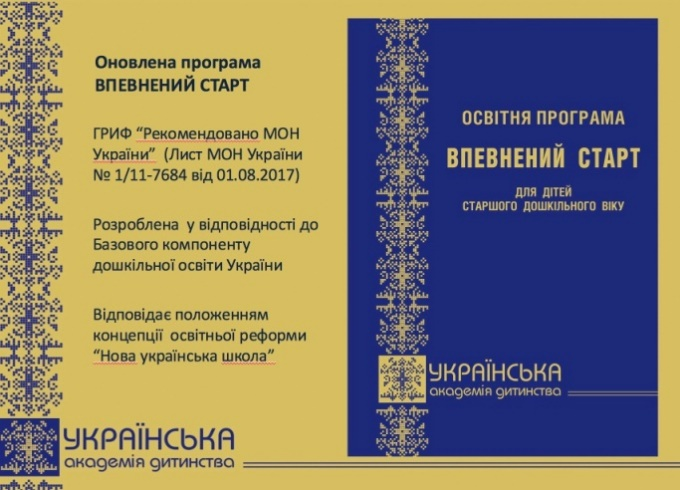 Оновлена програма
ВПЕВНЕНИЙ СТАРТ
ГРИФ “Рекомендовано МОН
України” (Лист МОН України
№ 1/11-7684 від 01.08.2017)
Розроблена у відповідності до
Базового компоненту
дошкільної освіти України
Відповідає положенням
концепції освітньої реформи
“Нова українська школа”
УКРАЇНСЬКА
академія дитинства
ОСВІТНЯ ПРОГРАМА
ВПЕВНЕНИЙ СТАРТ
ДЛЯ ДІТЕЙ
СТАРШОГО ДОШКІЛЬНОГО ВІКУ
УКРАЇНСЬКА
академія дитинства